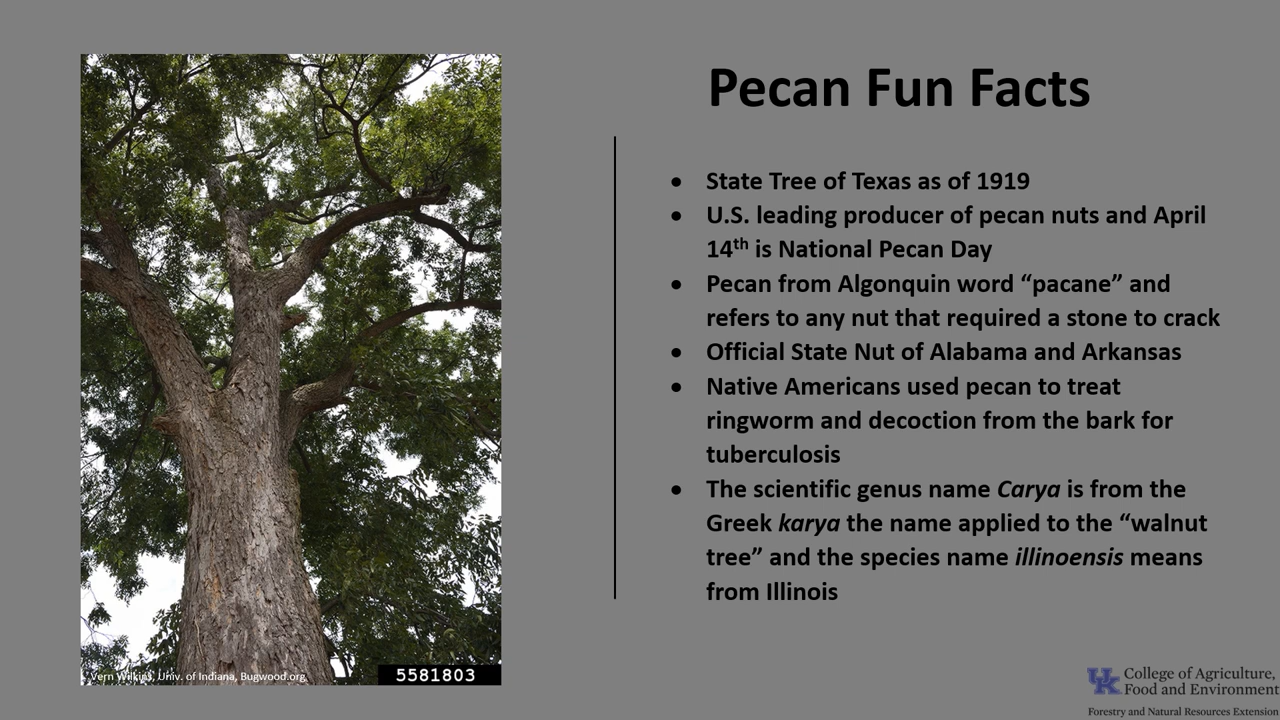 Pecan Fun Facts
• State Tree of Texas as of 1919
• U.S. leading producer of pecan nuts and April
14th is National Pecan Day
• Pecan from Algonquin word “pacane” and
refers to any nut that required a stone to crack
• Official State Nut of Alabama and Arkansas
• Native Americans used pecan to treat
ringworm and decoction from the bark for
tuberculosis
• The scientific genus name Carya is from the
Greek karya the name applied to the “walnut
tree” and the species name illinoensis means
from Illinois
Vern Wilkins, Univ. of Indiana, Bugwood.org
5581803
UK College of Agriculture,
Food and Environment
Forestry and Natural Resources Extension